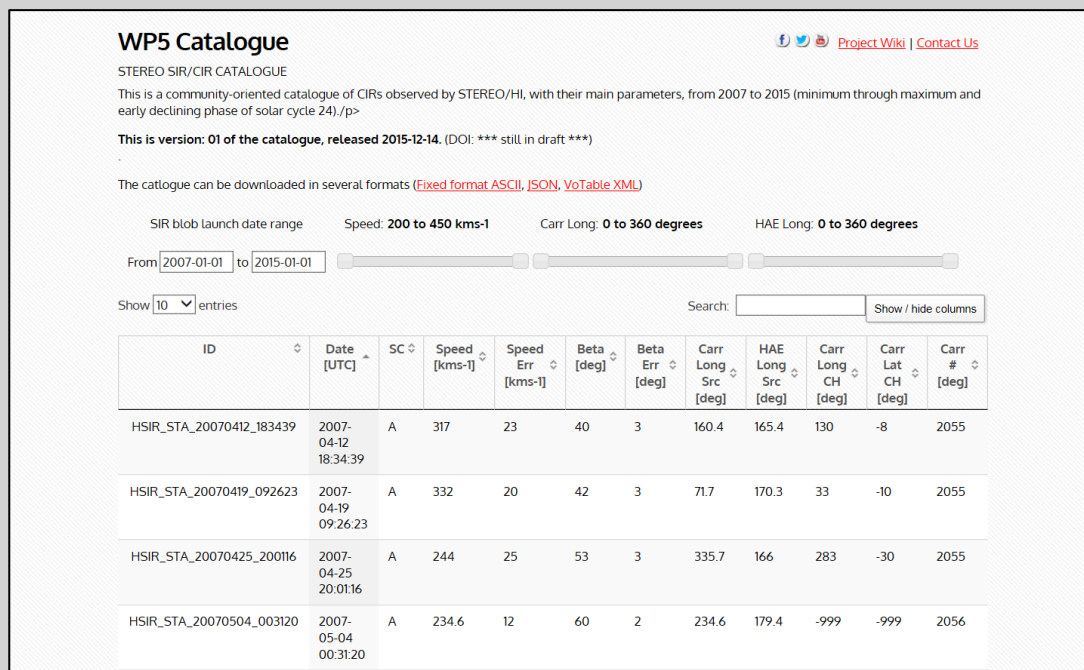 WP5 Catalogue
Project Wiki | Contact Us
STEREO SIR/CIR CATALOGUE
This is a community-oriented catalogue of CIRs observed by STEREO/HI, with their main parameters, from 2007 to 2015 (minimum through maximum and
early declining phase of solar cycle 24)./p>
This is version: 01 of the catalogue, released 2015-12-14. (DOI: *** still in draft ***)
.
The catlogue can be downloaded in several formats (Fixed format ASCII, JSON, VoTable XML)
SIR blob launch date range Speed: 200 to 450 kms-1 Carr Long: 0 to 360 degrees HAE Long: 0 to 360 degrees
From 2007-01-01 to 2015-01-01
Show 10 entries Search: Show / hide columns
ID Date SC Speed Speed Beta Beta Carr HAE Carr Carr Carr
[UTC] [kms-1] Err [deg] Err Long Long Long Lat #
[kms-1] [deg] Src Src CH CH [deg]
[deg] [deg] [deg] [deg]
HSIR_STA_20070412_183439 2007- A 317 23 40 3 160.4 165.4 130 -8 2055
04-12
18:34:39
HSIR_STA_20070419_092623 2007- A 332 20 42 3 71.7 170.3 33 -10 2055
04-19
09:26:23
HSIR_STA_20070425_200116 2007- A 244 25 53 3 335.7 166 283 -30 2055
04-25
20:01:16
HSIR_STA_20070504_003120 2007- A 234.6 12 60 2 234.6 179.4 -999 -999 2056
05-04
00:31:20